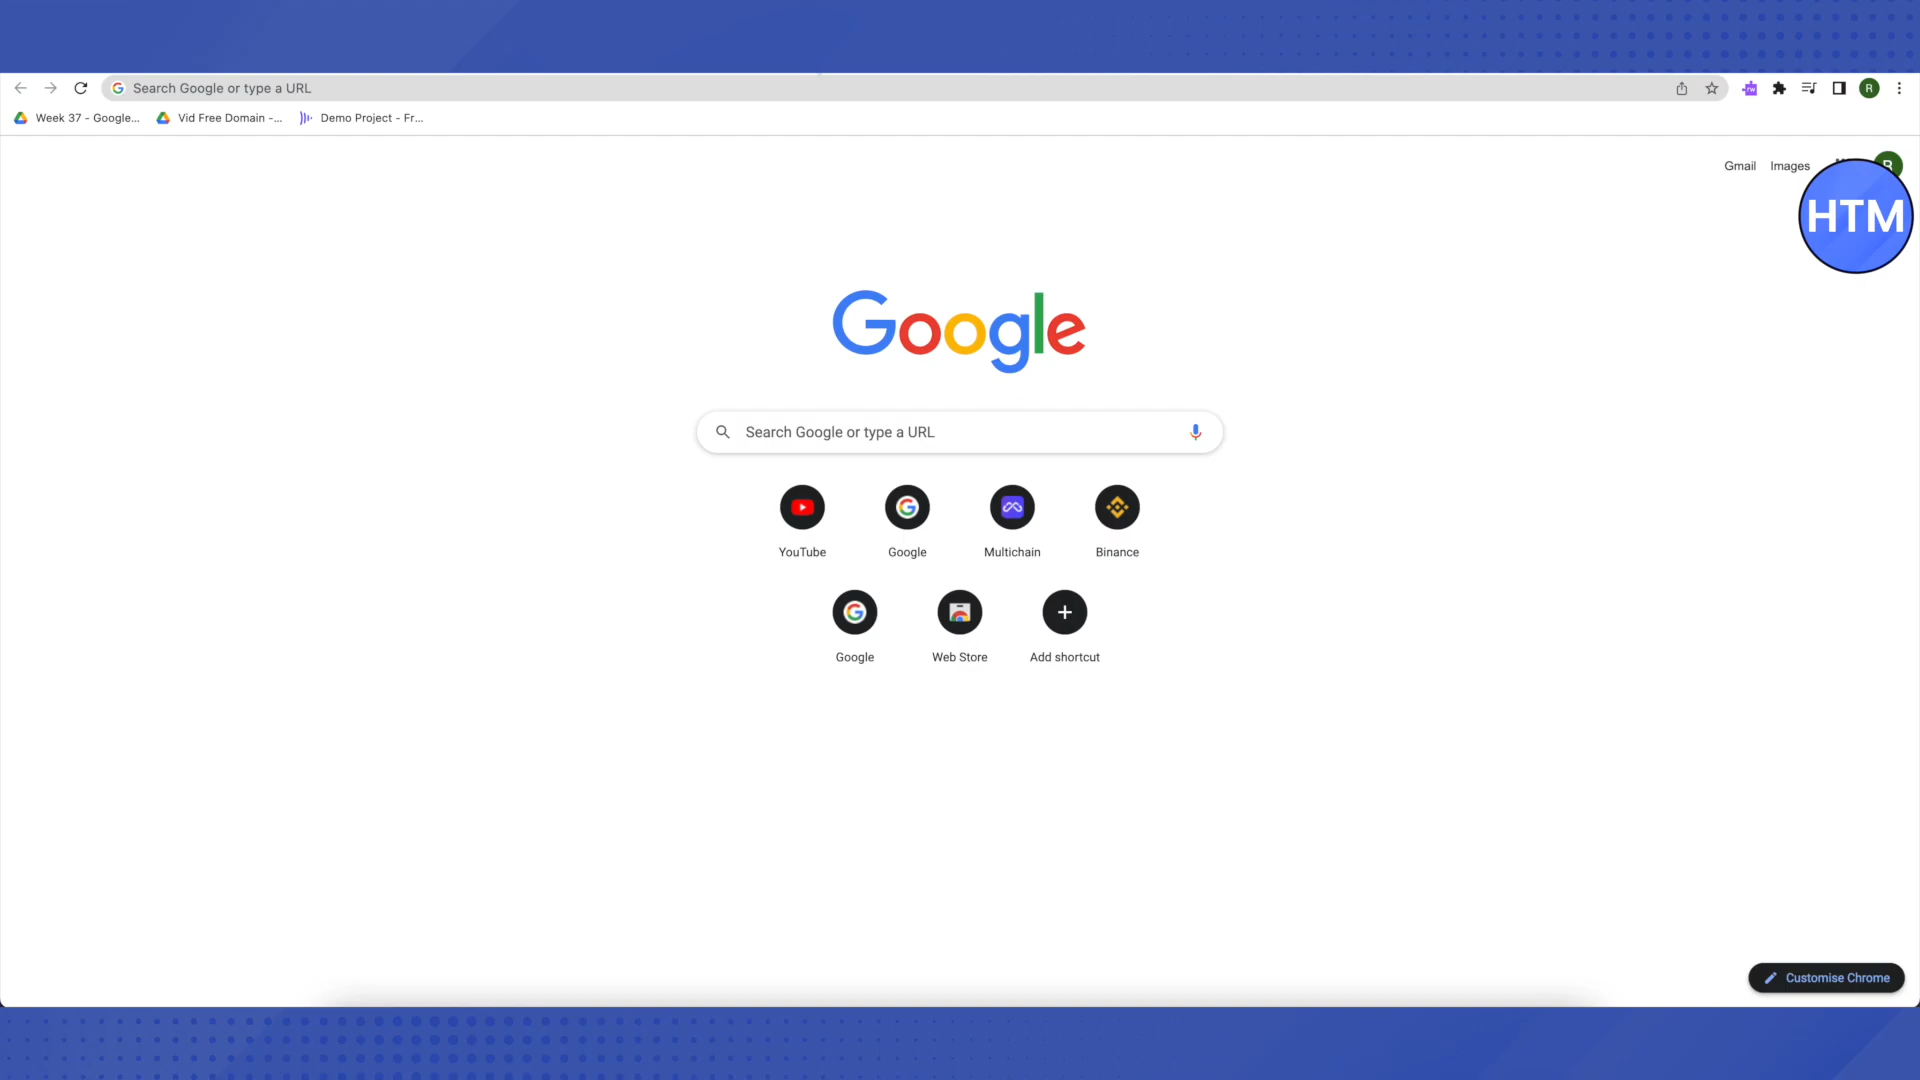 Search Google or type a URL
rw
R
Week 37 - Google...
Vid Free Domain -...
Demo Project - Fr...
Gmail
Images
R
HTM
Google
Search Google or type a URL
YouTube
Google
Multichain
Binance
Google
Web Store
Add shortcut
Customise Chrome